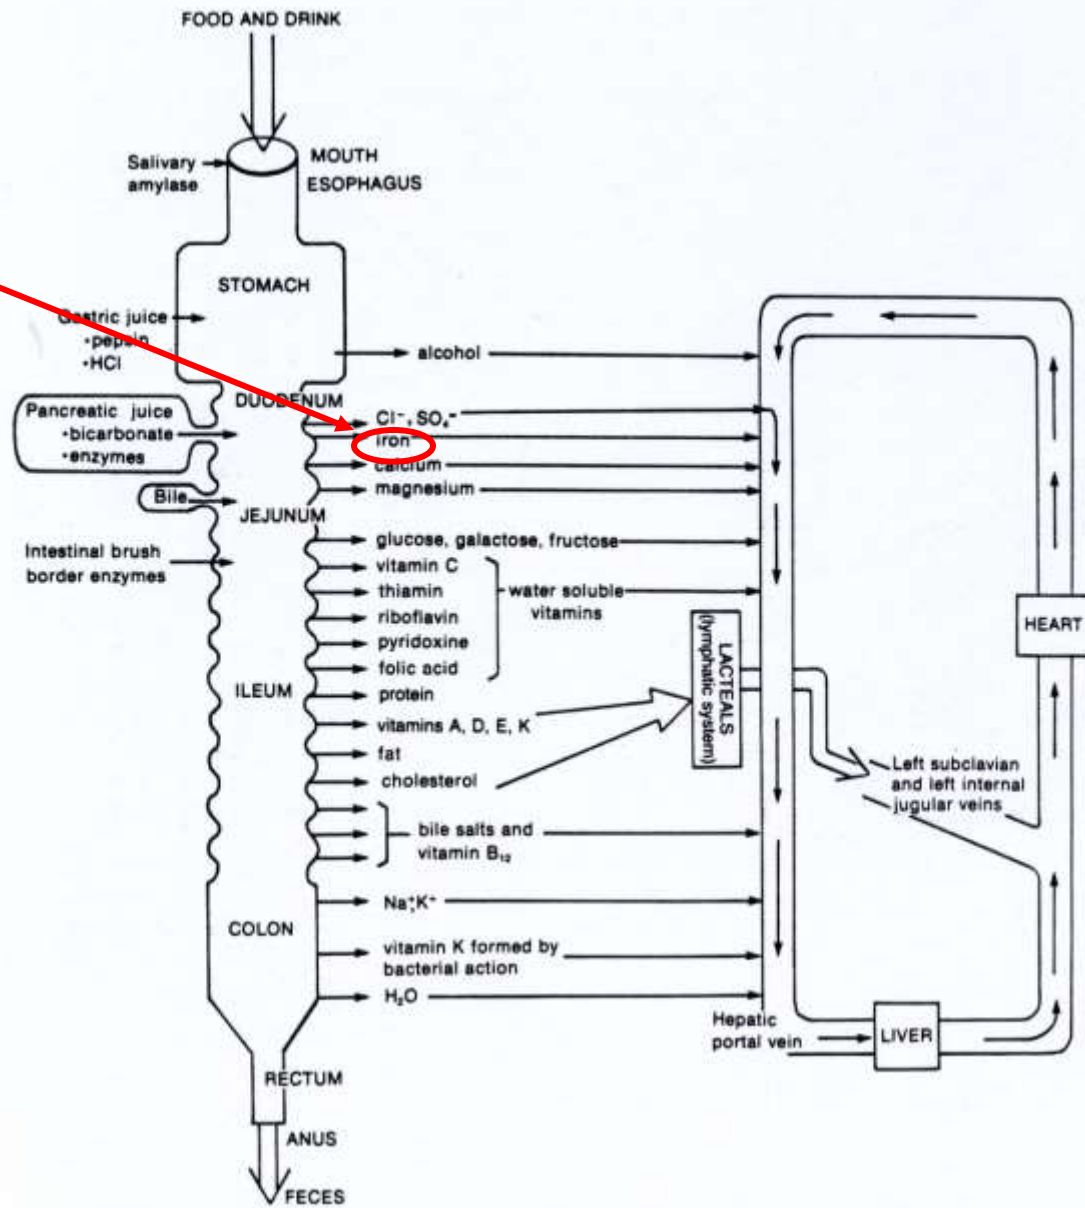 FOOD AND DRINK
Salivary
amylase
MOUTH
ESOPHAGUS
STOMACH
Gastric juice
•pepsin
•HCl
alcohol
DUODENUM
Pancreatic juice
•bicarbonate
•enzymes
Cl⁻, SO₄⁼
iron
calcium
magnesium
Bile
JEJUNUM
Intestinal brush
border enzymes
glucose, galactose, fructose
vitamin C
thiamin
riboflavin
pyridoxine
folic acid
water soluble
vitamins
ILEUM
protein
vitamins A, D, E, K
fat
cholesterol
bile salts and
vitamin B₁₂
LACTEALS
(lymphatic system)
HEART
Left subclavian
and left internal
jugular veins
COLON
Na⁺,K⁺
vitamin K formed by
bacterial action
H₂O
Hepatic
portal vein
LIVER
RECTUM
ANUS
FECES